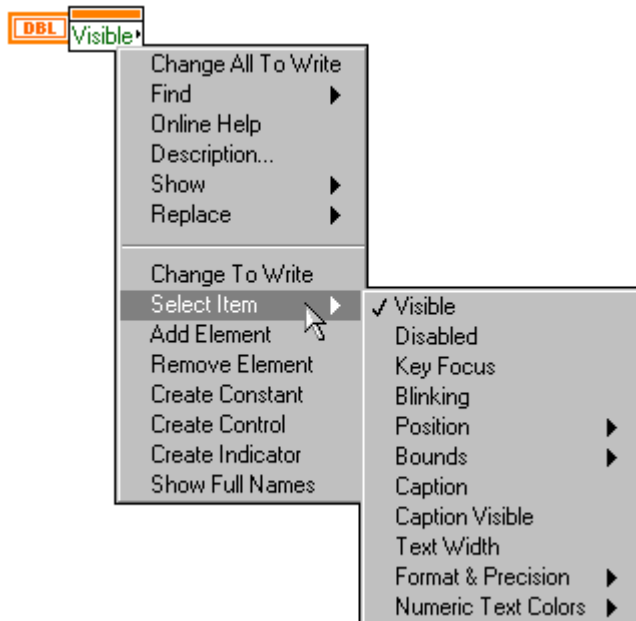 DBL
Visible
Change All To Write
Find
Online Help
Description...
Show
Replace
Change To Write
Select Item
Add Element
Remove Element
Create Constant
Create Control
Create Indicator
Show Full Names
Visible
Disabled
Key Focus
Blinking
Position
Bounds
Caption
Caption Visible
Text Width
Format & Precision
Numeric Text Colors